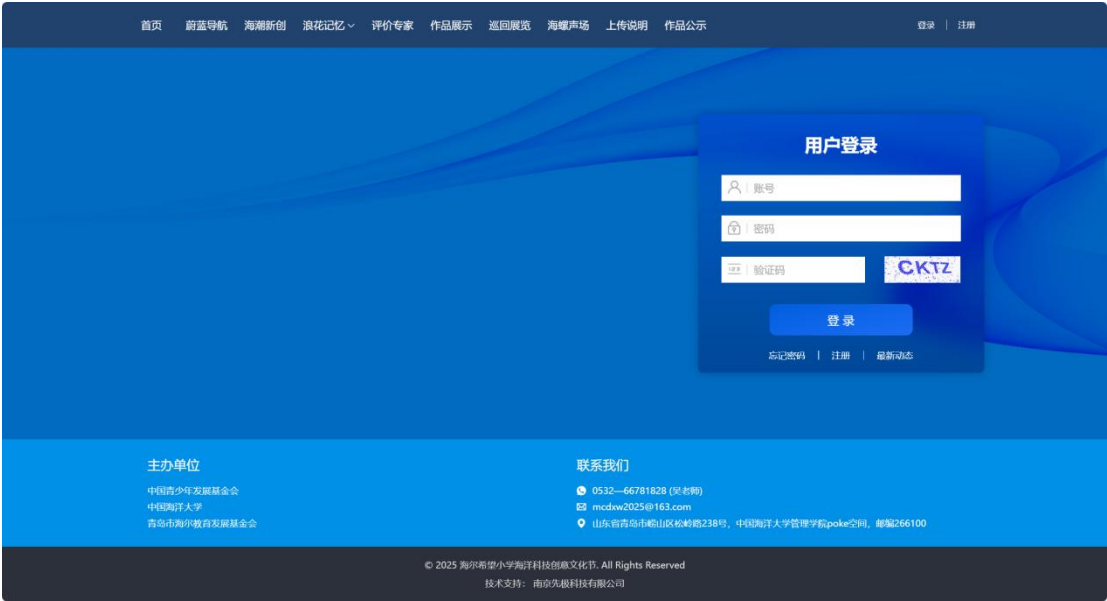 首页 蔚蓝导航 海潮新创 浪花记忆 评价专家 作品展示 巡回展览 海螺声场 上传说明 作品公示 登录 | 注册
用户登录
账号
密码
验证码 CKTZ
登 录
忘记密码 | 注册 | 最新动态
主办单位
中国青少年发展基金会
中国海洋大学
青岛市海尔教育发展基金会
联系我们
0532—66781828 (吴老师)
mcdxw2025@163.com
山东省青岛市崂山区松岭路238号，中国海洋大学管理学院poke空间，邮编266100
© 2025 海尔希望小学海洋科技创意文化节. All Rights Reserved
技术支持： 南京先极科技有限公司